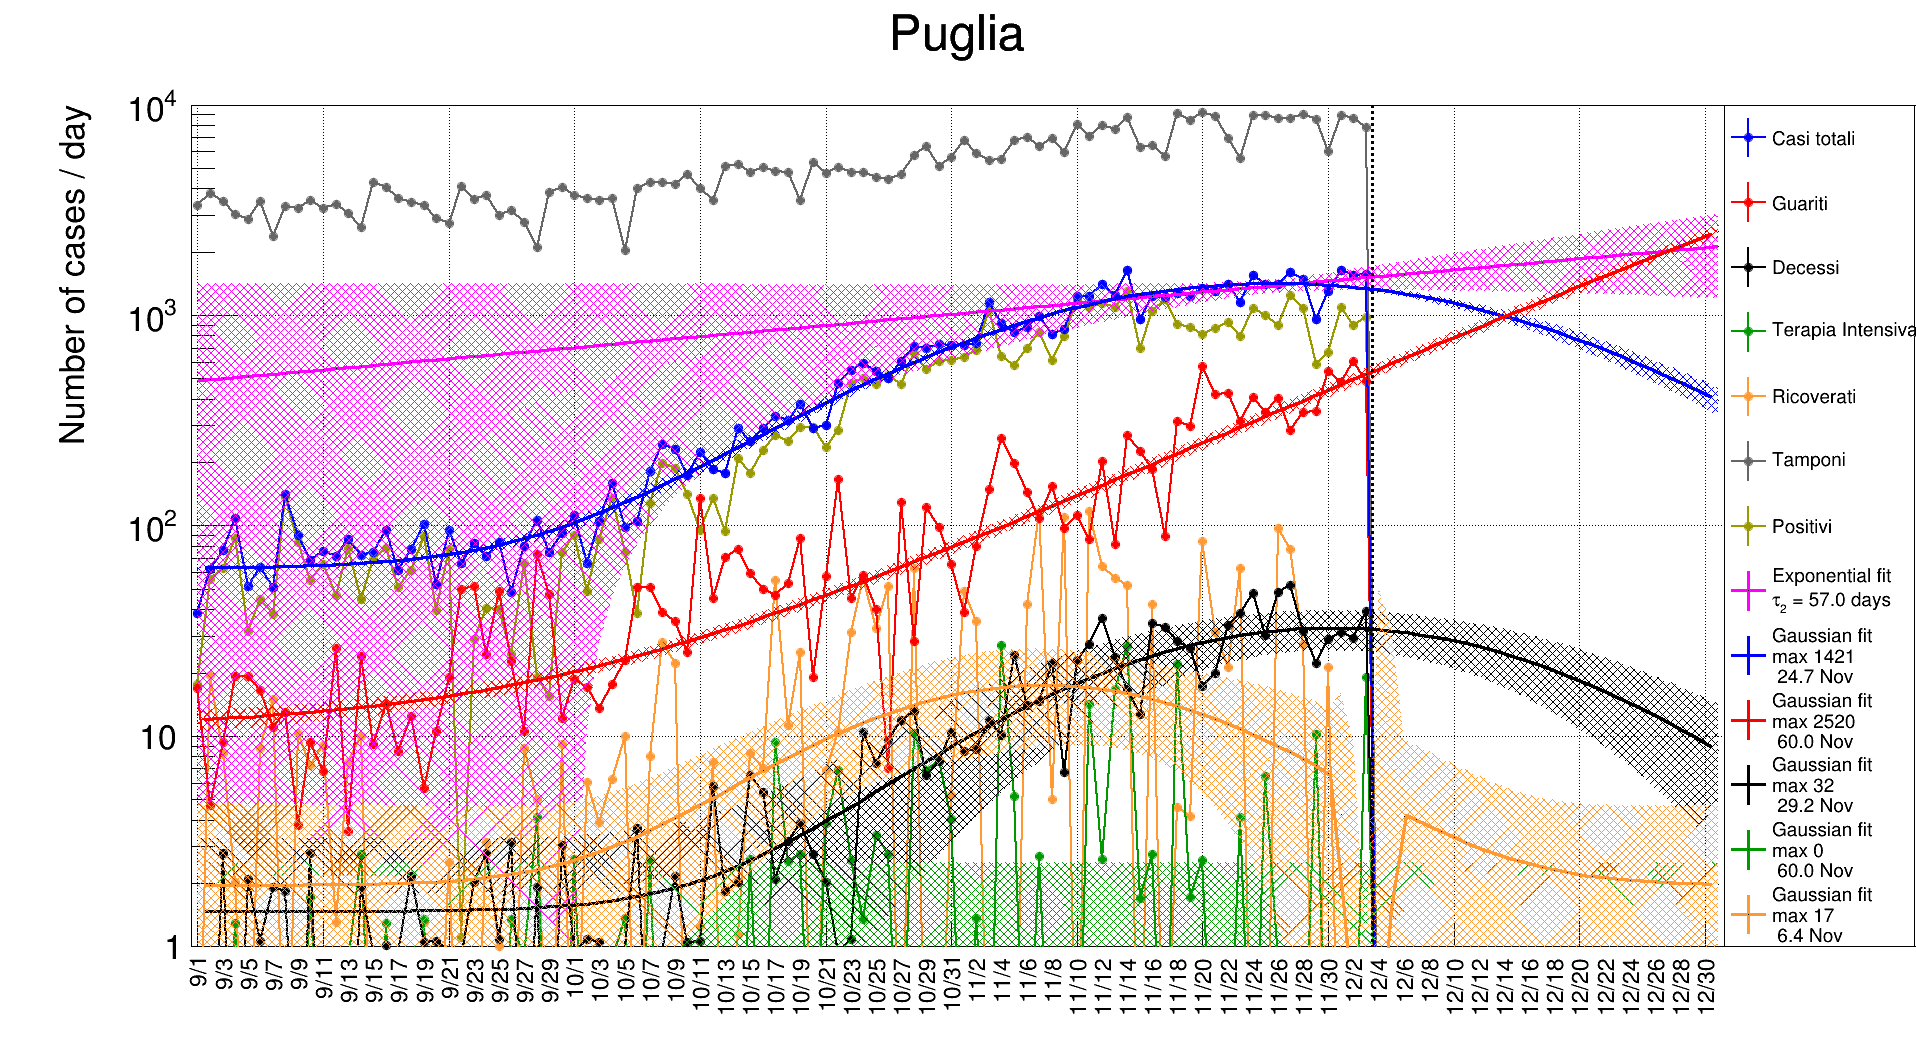 Puglia
Number of cases / day
10^4
10^3
10^2
10
1
9/1 9/3 9/5 9/7 9/9 9/11 9/13 9/15 9/17 9/19 9/21 9/23 9/25 9/27 9/29 10/1 10/3 10/5 10/7 10/9 10/11 10/13 10/15 10/17 10/19 10/21 10/23 10/25 10/27 10/29 10/31 11/2 11/4 11/6 11/8 11/10 11/12 11/14 11/16 11/18 11/20 11/22 11/24 11/26 11/28 11/30 12/2 12/4 12/6 12/8 12/10 12/12 12/14 12/16 12/18 12/20 12/22 12/24 12/26 12/28 12/30
Casi totali
Guariti
Decessi
Terapia Intensiva
Ricoverati
Tamponi
Positivi
Exponential fit
τ2 = 57.0 days
Gaussian fit
max 1421
24.7 Nov
Gaussian fit
max 2520
60.0 Nov
Gaussian fit
max 32
29.2 Nov
Gaussian fit
max 0
60.0 Nov
Gaussian fit
max 17
6.4 Nov